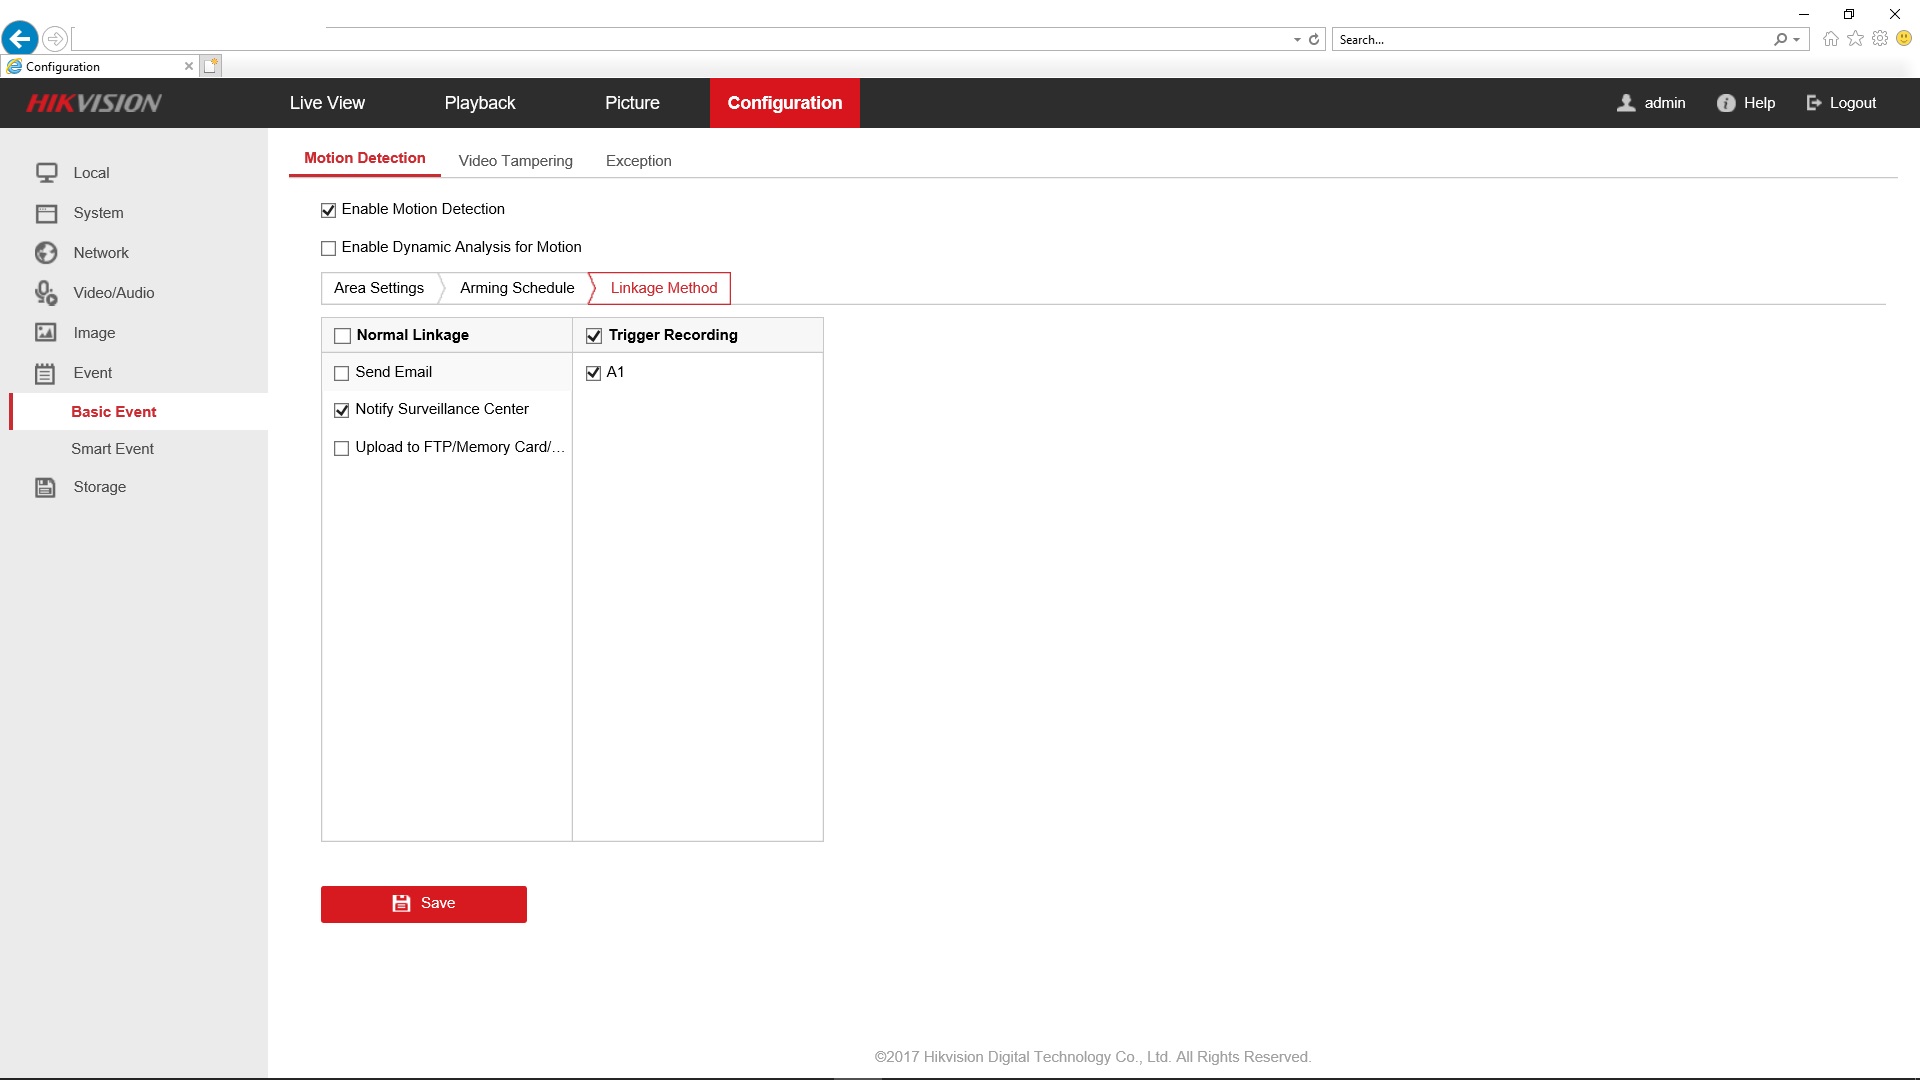 Search...
Configuration
HIKVISION Live View Playback Picture Configuration admin Help Logout
Motion Detection Video Tampering Exception
Local
System
Network
Video/Audio
Image
Event
Basic Event
Smart Event
Storage
Enable Motion Detection
Enable Dynamic Analysis for Motion
Area Settings Arming Schedule Linkage Method
Normal Linkage Trigger Recording
Send Email A1
Notify Surveillance Center
Upload to FTP/Memory Card/...
Save
©2017 Hikvision Digital Technology Co., Ltd. All Rights Reserved.